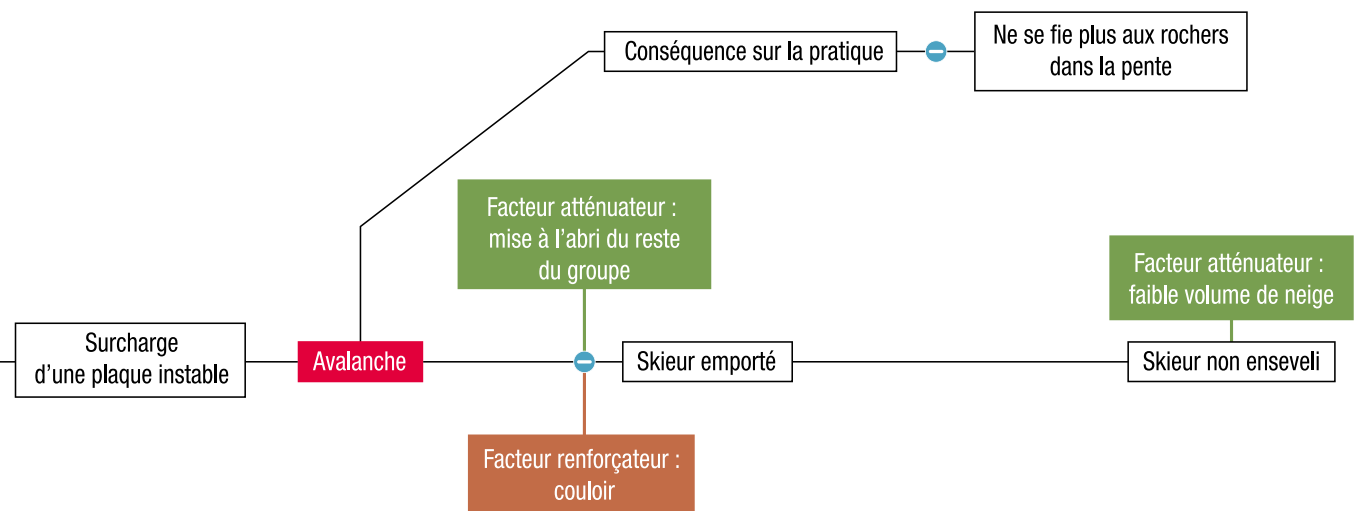 Conséquence sur la pratique
Ne se fie plus aux rochers
dans la pente
Facteur atténuateur :
mise à l'abri du reste
du groupe
Facteur atténuateur :
faible volume de neige
Surcharge
d'une plaque instable
Avalanche
Skieur emporté
Skieur non enseveli
Facteur renforçateur :
couloir